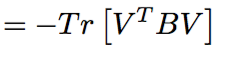 = −Tr [V^T BV]